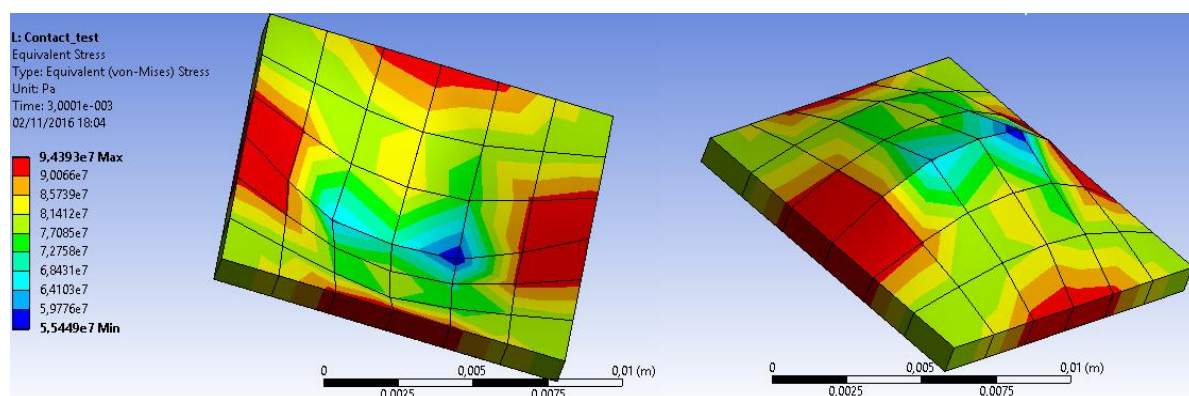 L: Contact_test
Equivalent Stress
Type: Equivalent (von-Mises) Stress
Unit: Pa
Time: 3,0001e-003
02/11/2016 18:04
9,4393e7 Max
9,0066e7
8,5739e7
8,1412e7
7,7085e7
7,2758e7
6,8431e7
6,4103e7
5,9776e7
5,5449e7 Min
0 0,005 0,01 (m)
0,0025 0,0075
0 0,005 0,01 (m)
0,0025 0,0075